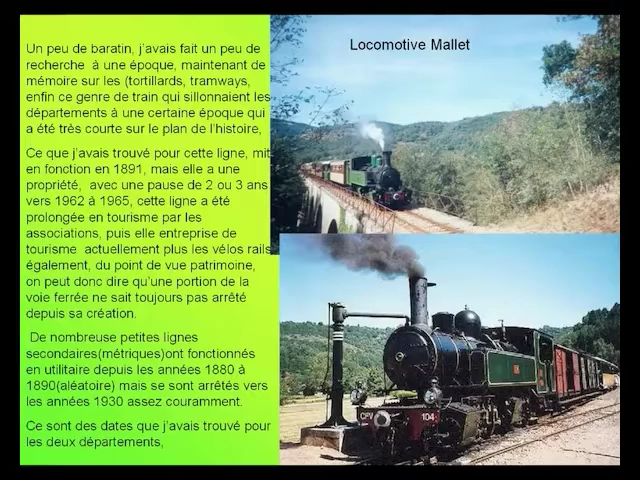 Locomotive Mallet
Un peu de baratin, j'avais fait un peu de
recherche à une époque, maintenant de
mémoire sur les (tortillards, tramways,
enfin ce genre de train qui sillonnaient les
départements à une certaine époque qui
a été très courte sur le plan de l'histoire,
Ce que j'avais trouvé pour cette ligne, mit
en fonction en 1891, mais elle a une
propriété, avec une pause de 2 ou 3 ans
vers 1962 à 1965, cette ligne a été
prolongée en tourisme par les
associations, puis elle entreprise de
tourisme actuellement plus les vélos rails
également, du point de vue patrimoine,
on peut donc dire qu'une portion de la
voie ferrée ne sait toujours pas arrêté
depuis sa création.
De nombreuse petites lignes
secondaires(métriques)ont fonctionnés
en utilitaire depuis les années 1880 à
1890(aléatoire) mais se sont arrêtés vers
les années 1930 assez couramment.
Ce sont des dates que j'avais trouvé pour
les deux départements,
CFV 104